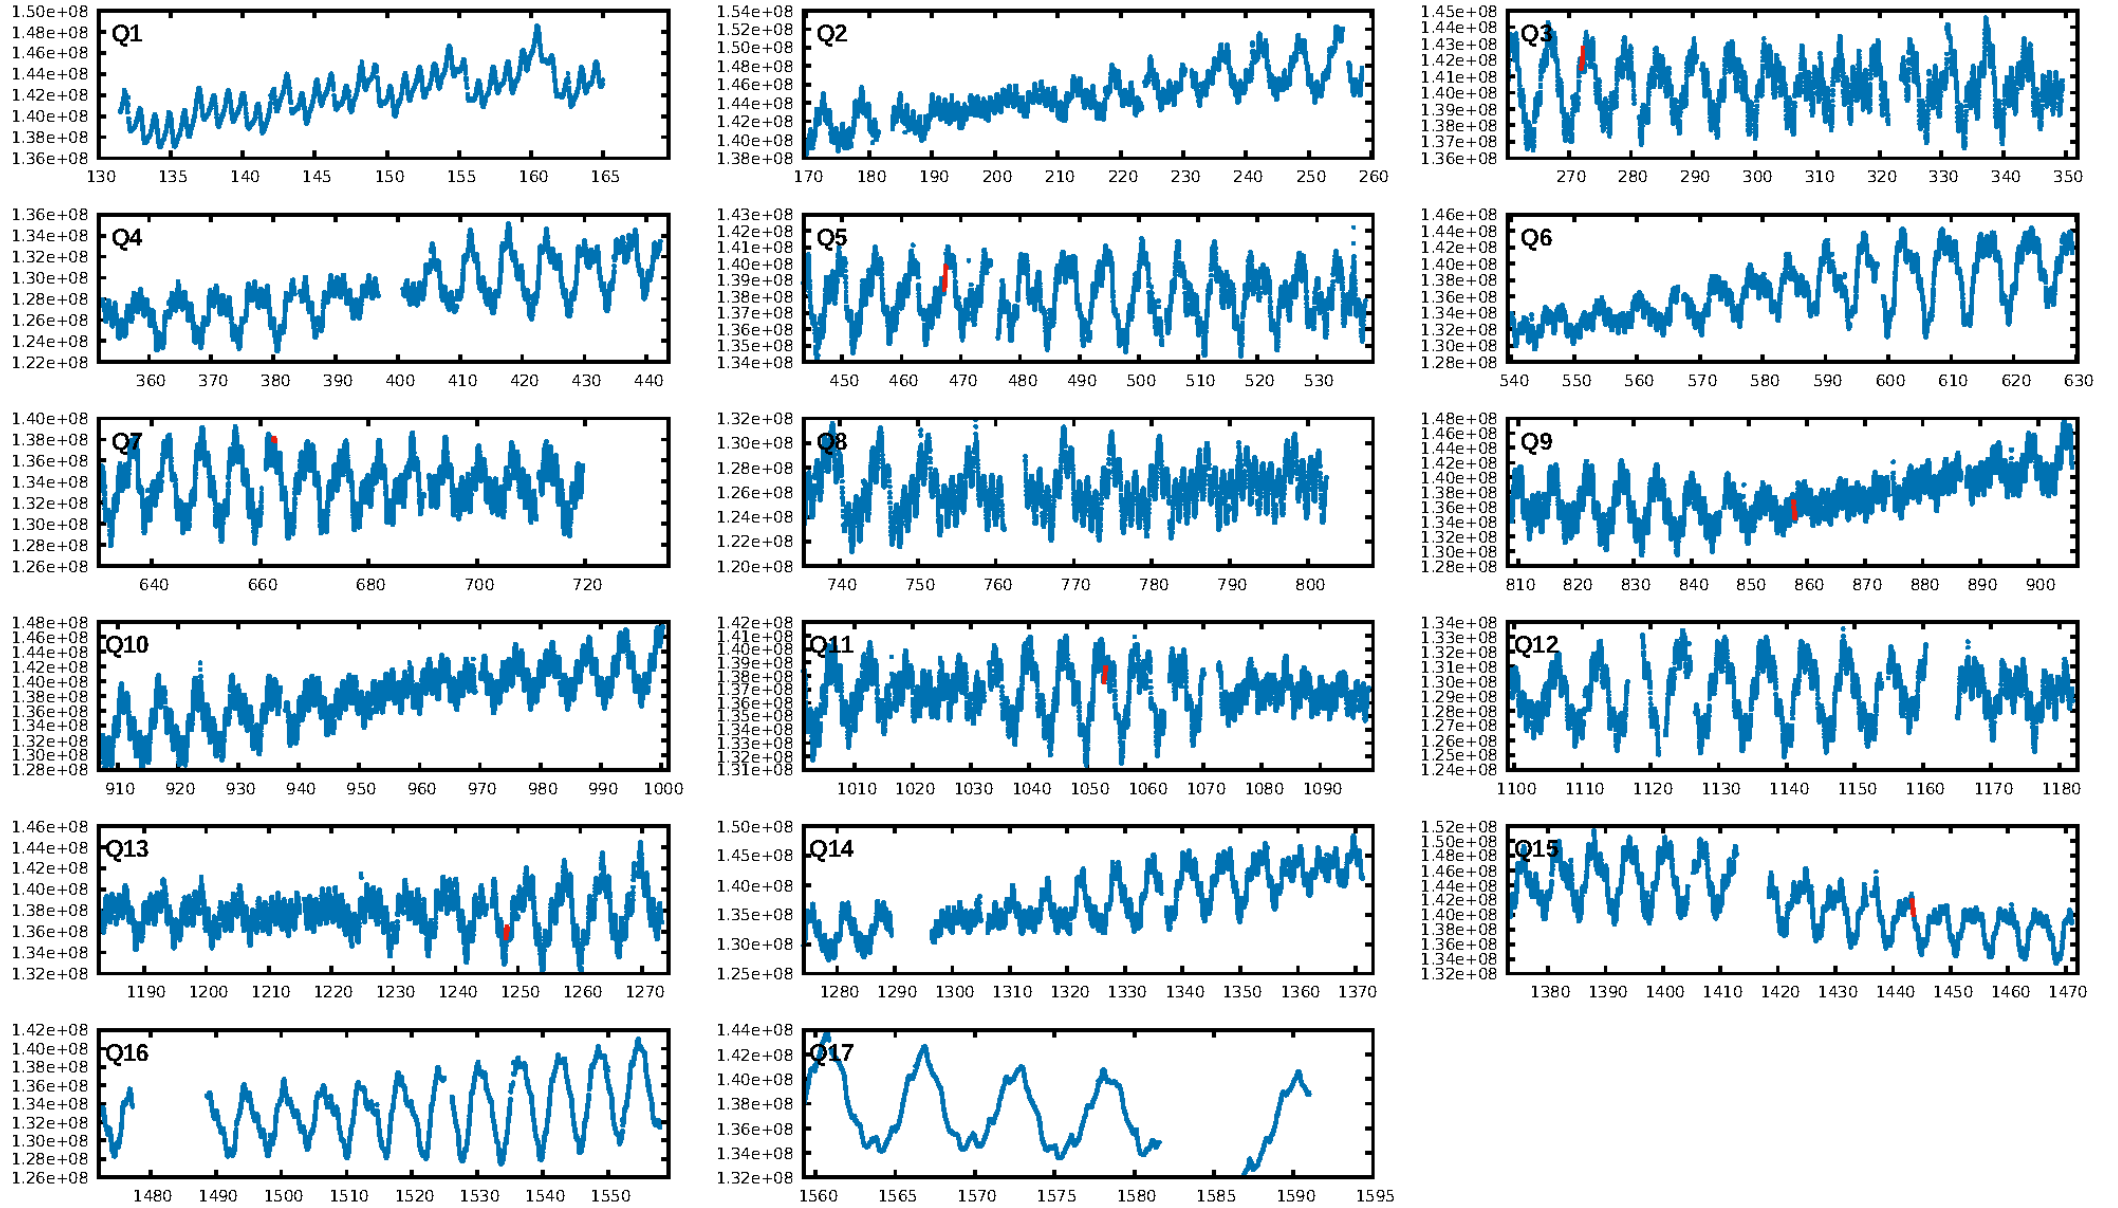 Q1
1.50e+08
1.48e+08
1.46e+08
1.44e+08
1.42e+08
1.40e+08
1.38e+08
1.36e+08
130 135 140 145 150 155 160 165
Q2
1.54e+08
1.52e+08
1.50e+08
1.48e+08
1.46e+08
1.44e+08
1.42e+08
1.40e+08
1.38e+08
170 180 190 200 210 220 230 240 250 260
Q3
1.45e+08
1.44e+08
1.43e+08
1.42e+08
1.41e+08
1.40e+08
1.39e+08
1.38e+08
1.37e+08
1.36e+08
270 280 290 300 310 320 330 340 350
Q4
1.36e+08
1.34e+08
1.32e+08
1.30e+08
1.28e+08
1.26e+08
1.24e+08
1.22e+08
360 370 380 390 400 410 420 430 440
Q5
1.43e+08
1.42e+08
1.41e+08
1.40e+08
1.39e+08
1.38e+08
1.37e+08
1.36e+08
1.35e+08
1.34e+08
450 460 470 480 490 500 510 520 530
Q6
1.46e+08
1.44e+08
1.42e+08
1.40e+08
1.38e+08
1.36e+08
1.34e+08
1.32e+08
1.30e+08
1.28e+08
540 550 560 570 580 590 600 610 620 630
Q7
1.40e+08
1.38e+08
1.36e+08
1.34e+08
1.32e+08
1.30e+08
1.28e+08
1.26e+08
640 660 680 700 720
Q8
1.32e+08
1.30e+08
1.28e+08
1.26e+08
1.24e+08
1.22e+08
1.20e+08
740 750 760 770 780 790 800
Q9
1.48e+08
1.46e+08
1.44e+08
1.42e+08
1.40e+08
1.38e+08
1.36e+08
1.34e+08
1.32e+08
1.30e+08
1.28e+08
810 820 830 840 850 860 870 880 890 900
Q10
1.48e+08
1.46e+08
1.44e+08
1.42e+08
1.40e+08
1.38e+08
1.36e+08
1.34e+08
1.32e+08
1.30e+08
1.28e+08
910 920 930 940 950 960 970 980 990 1000
Q11
1.42e+08
1.41e+08
1.40e+08
1.39e+08
1.38e+08
1.37e+08
1.36e+08
1.35e+08
1.34e+08
1.33e+08
1.32e+08
1.31e+08
1010 1020 1030 1040 1050 1060 1070 1080 1090
Q12
1.34e+08
1.33e+08
1.32e+08
1.31e+08
1.30e+08
1.29e+08
1.28e+08
1.27e+08
1.26e+08
1.25e+08
1.24e+08
1100 1110 1120 1130 1140 1150 1160 1170 1180
Q13
1.46e+08
1.44e+08
1.42e+08
1.40e+08
1.38e+08
1.36e+08
1.34e+08
1.32e+08
1190 1200 1210 1220 1230 1240 1250 1260 1270
Q14
1.50e+08
1.45e+08
1.40e+08
1.35e+08
1.30e+08
1.25e+08
1280 1290 1300 1310 1320 1330 1340 1350 1360 1370
Q15
1.52e+08
1.50e+08
1.48e+08
1.46e+08
1.44e+08
1.42e+08
1.40e+08
1.38e+08
1.36e+08
1.34e+08
1.32e+08
1380 1390 1400 1410 1420 1430 1440 1450 1460 1470
Q16
1.42e+08
1.40e+08
1.38e+08
1.36e+08
1.34e+08
1.32e+08
1.30e+08
1.28e+08
1.26e+08
1480 1490 1500 1510 1520 1530 1540 1550
Q17
1.44e+08
1.42e+08
1.40e+08
1.38e+08
1.36e+08
1.34e+08
1.32e+08
1560 1565 1570 1575 1580 1585 1590 1595